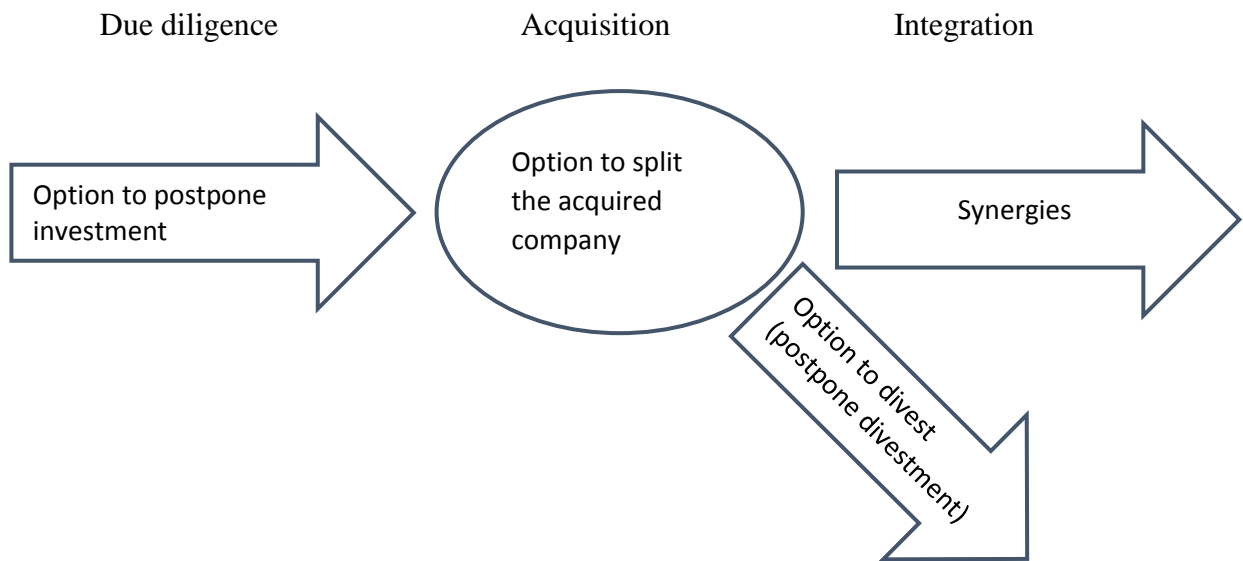 Due diligence
Acquisition
Integration
Option to postpone
investment
Option to split
the acquired
company
Synergies
Option to divest
(postpone divestment)